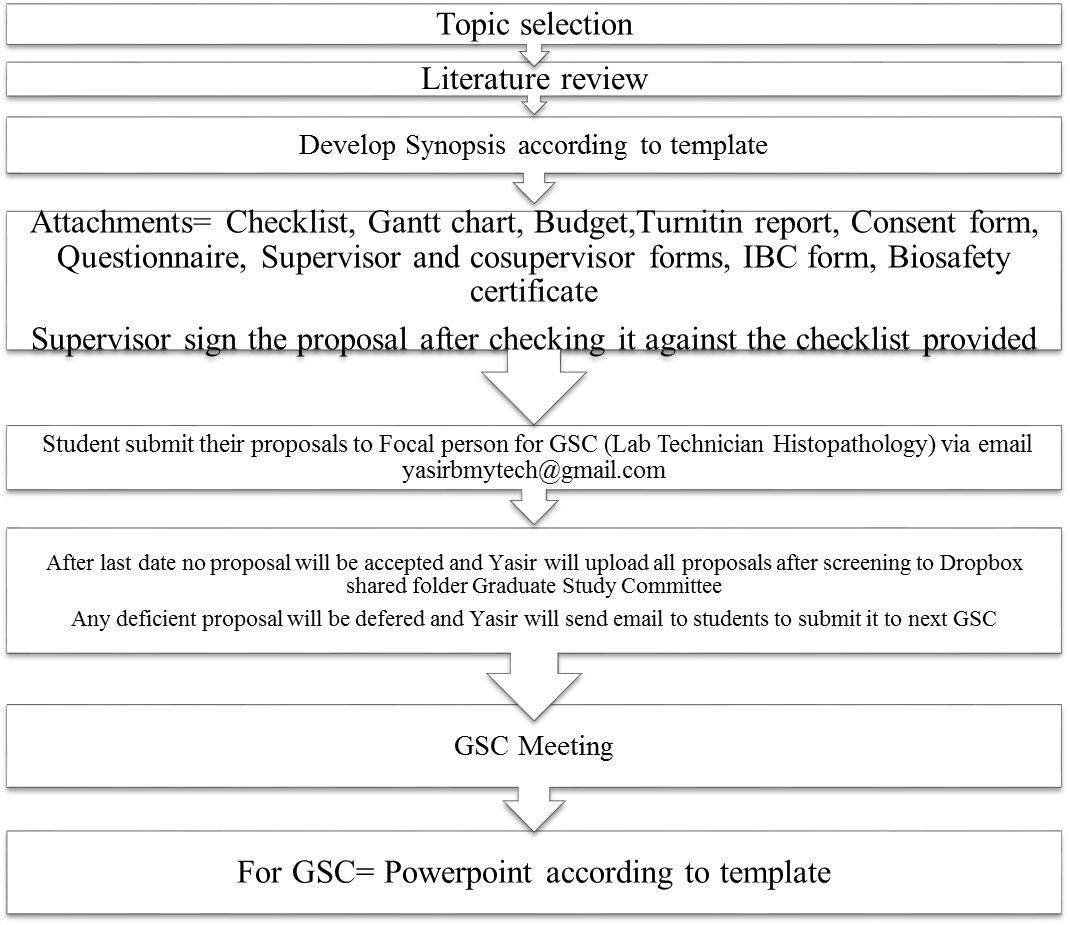 Topic selection
Literature review
Develop Synopsis according to template
Attachments= Checklist, Gantt chart, Budget,Turnitin report, Consent form,
Questionnaire, Supervisor and cosupervisor forms, IBC form, Biosafety
certificate
Supervisor sign the proposal after checking it against the checklist provided
Student submit their proposals to Focal person for GSC (Lab Technician Histopathology) via email
yasirbmytech@gmail.com
After last date no proposal will be accepted and Yasir will upload all proposals after screening to Dropbox
shared folder Graduate Study Committee
Any deficient proposal will be defered and Yasir will send email to students to submit it to next GSC
GSC Meeting
For GSC= Powerpoint according to template